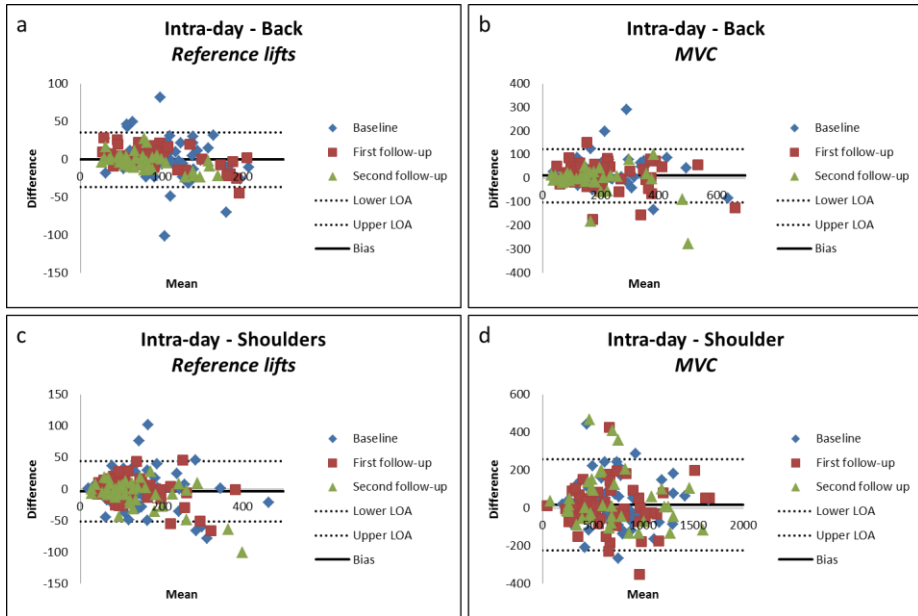 a
Intra-day - Back
Reference lifts
Difference
100
50
0
-50
-100
-150
0 100 200
Mean
Baseline
First follow-up
Second follow-up
Lower LOA
Upper LOA
Bias
b
Intra-day - Back
MVC
Difference
400
300
200
100
0
-100
-200
-300
-400
0 200 400 600
Mean
Baseline
First follow-up
Second follow-up
Lower LOA
Upper LOA
Bias
c
Intra-day - Shoulders
Reference lifts
Difference
150
100
50
0
-50
-100
-150
0 200 400
Mean
Baseline
First follow-up
Second follow-up
Lower LOA
Upper LOA
Bias
d
Intra-day - Shoulder
MVC
Difference
600
400
200
0
-200
-400
0 500 1000 1500 2000
Mean
Baseline
First follow-up
Second follow up
Lower LOA
Upper LOA
Bias